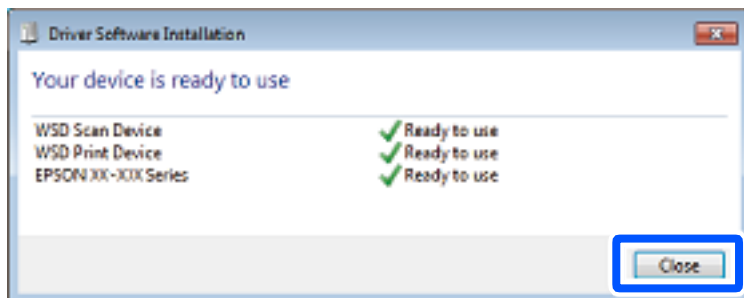 Driver Software Installation
Your device is ready to use
WSD Scan Device Ready to use
WSD Print Device Ready to use
EPSON XX-XXX Series Ready to use
Close